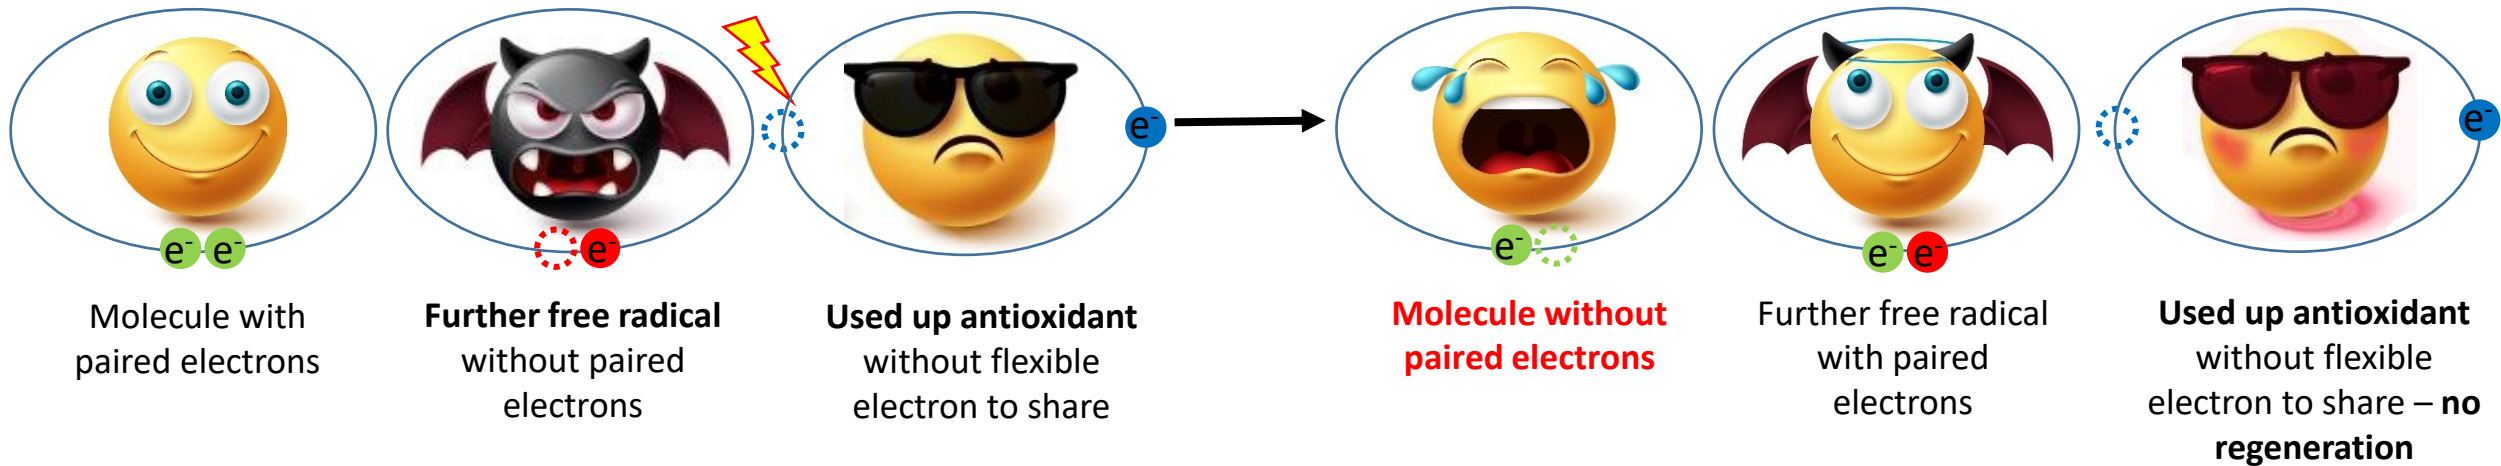 e- e-
e-
e-
e-
e- e-
e-
Molecule with
paired electrons
Further free radical
without paired
electrons
Used up antioxidant
without flexible
electron to share
Molecule without
paired electrons
Further free radical
with paired
electrons
Used up antioxidant
without flexible
electron to share – no
regeneration